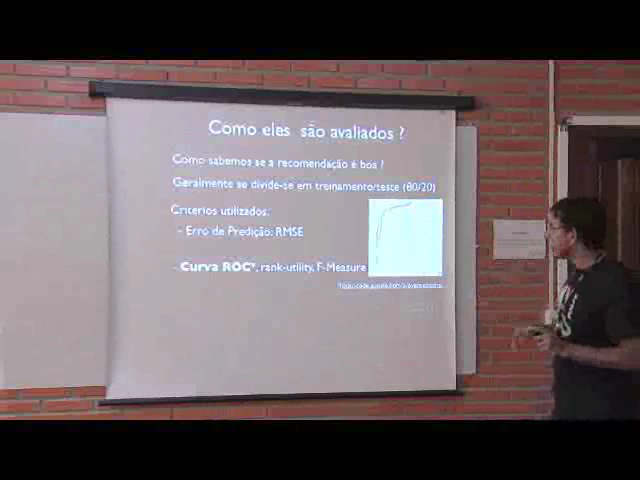 Como eles são avaliados ?
Como sabemos se a recomendação é boa ?
Geralmente se divide-se em treinamento/teste (80/20)
Criterios utilizados:
- Erro de Predição: RMSE
- Curva ROC*, rank-utility, F-Measure